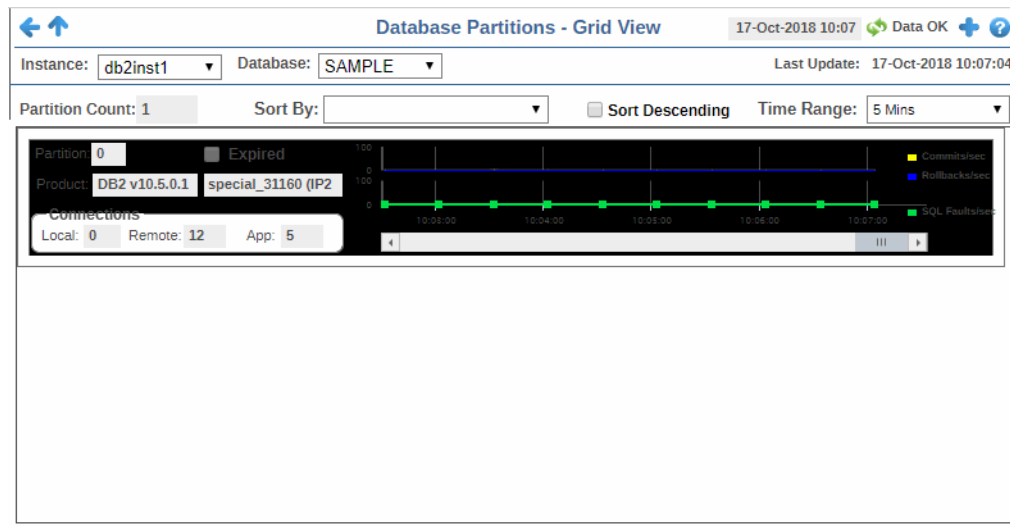 Database Partitions - Grid View 17-Oct-2018 10:07 Data OK
Instance: db2inst1 Database: SAMPLE Last Update: 17-Oct-2018 10:07:04
Partition Count: 1 Sort By: Sort Descending Time Range: 5 Mins
Partition: 0 Expired
Product: DB2 v10.5.0.1 special_31160 (IP2
Connections
Local: 0 Remote: 12 App: 5
100
0
100
0
10:03:00 10:04:00 10:05:00 10:06:00 10:07:00
Commits/sec
Rollbacks/sec
SQL Faults/sec